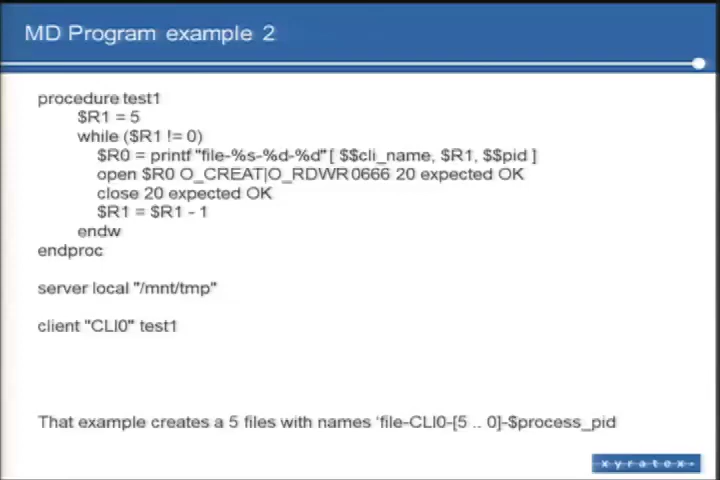 MD Program example 2
procedure test1
$R1 = 5
while ($R1 != 0)
$R0 = printf "file-%s-%d-%d" [ $$cli_name, $R1, $$pid ]
open $R0 O_CREAT|O_RDWR 0666 20 expected OK
close 20 expected OK
$R1 = $R1 - 1
endw
endproc
server local "/mnt/tmp"
client "CLI0" test1
That example creates a 5 files with names 'file-CLI0-[5 .. 0]-$process_pid
xyratex